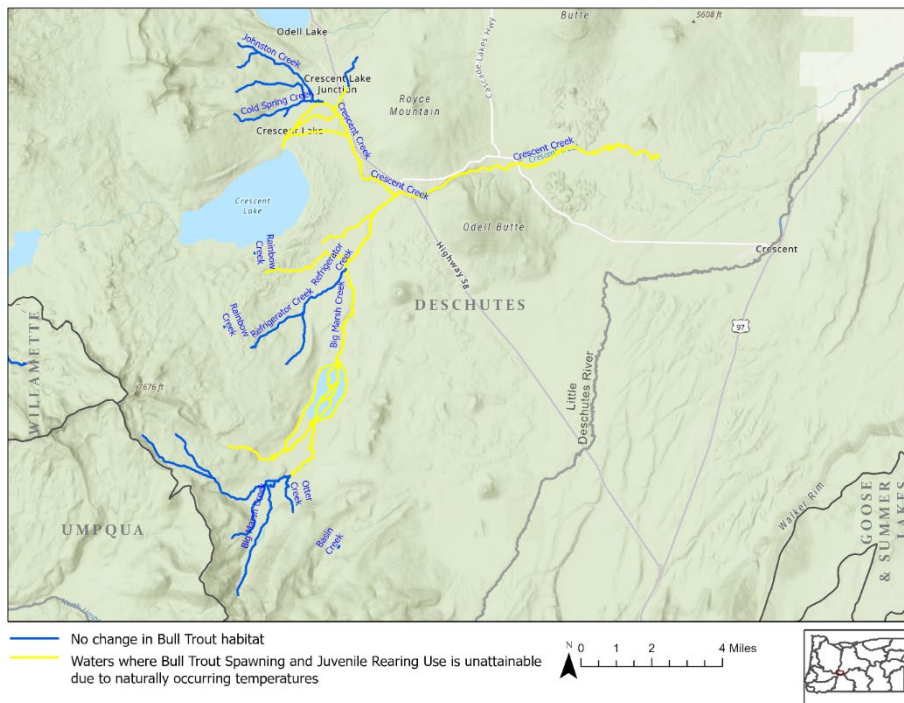 Butte
5608 ft
Odell Lake
Johnston Creek
Cascade Lakes Hwy
Crescent Lake
Junction
Royce
Mountain
Cold Spring Creek
Crescent Lake
Crescent Creek
Crescent Creek
Crescent Creek
Crescent Creek
Crescent
Lake
Odell Butte
Rainbow
Creek
Refrigerator
Creek
Highway 58
Crescent
DESCHUTES
Rainbow
Creek
Refrigerator Creek
Big Marsh Creek
97
WILLAMETTE
7676 ft
Little
Deschutes River
Otter
Creek
Big Marsh Creek
Walker Rim
GOOSE
& SUMMER
LAKES
UMPQUA
Basin
Creek
No change in Bull Trout habitat
Waters where Bull Trout Spawning and Juvenile Rearing Use is unattainable
due to naturally occurring temperatures
N
0 1 2 4 Miles